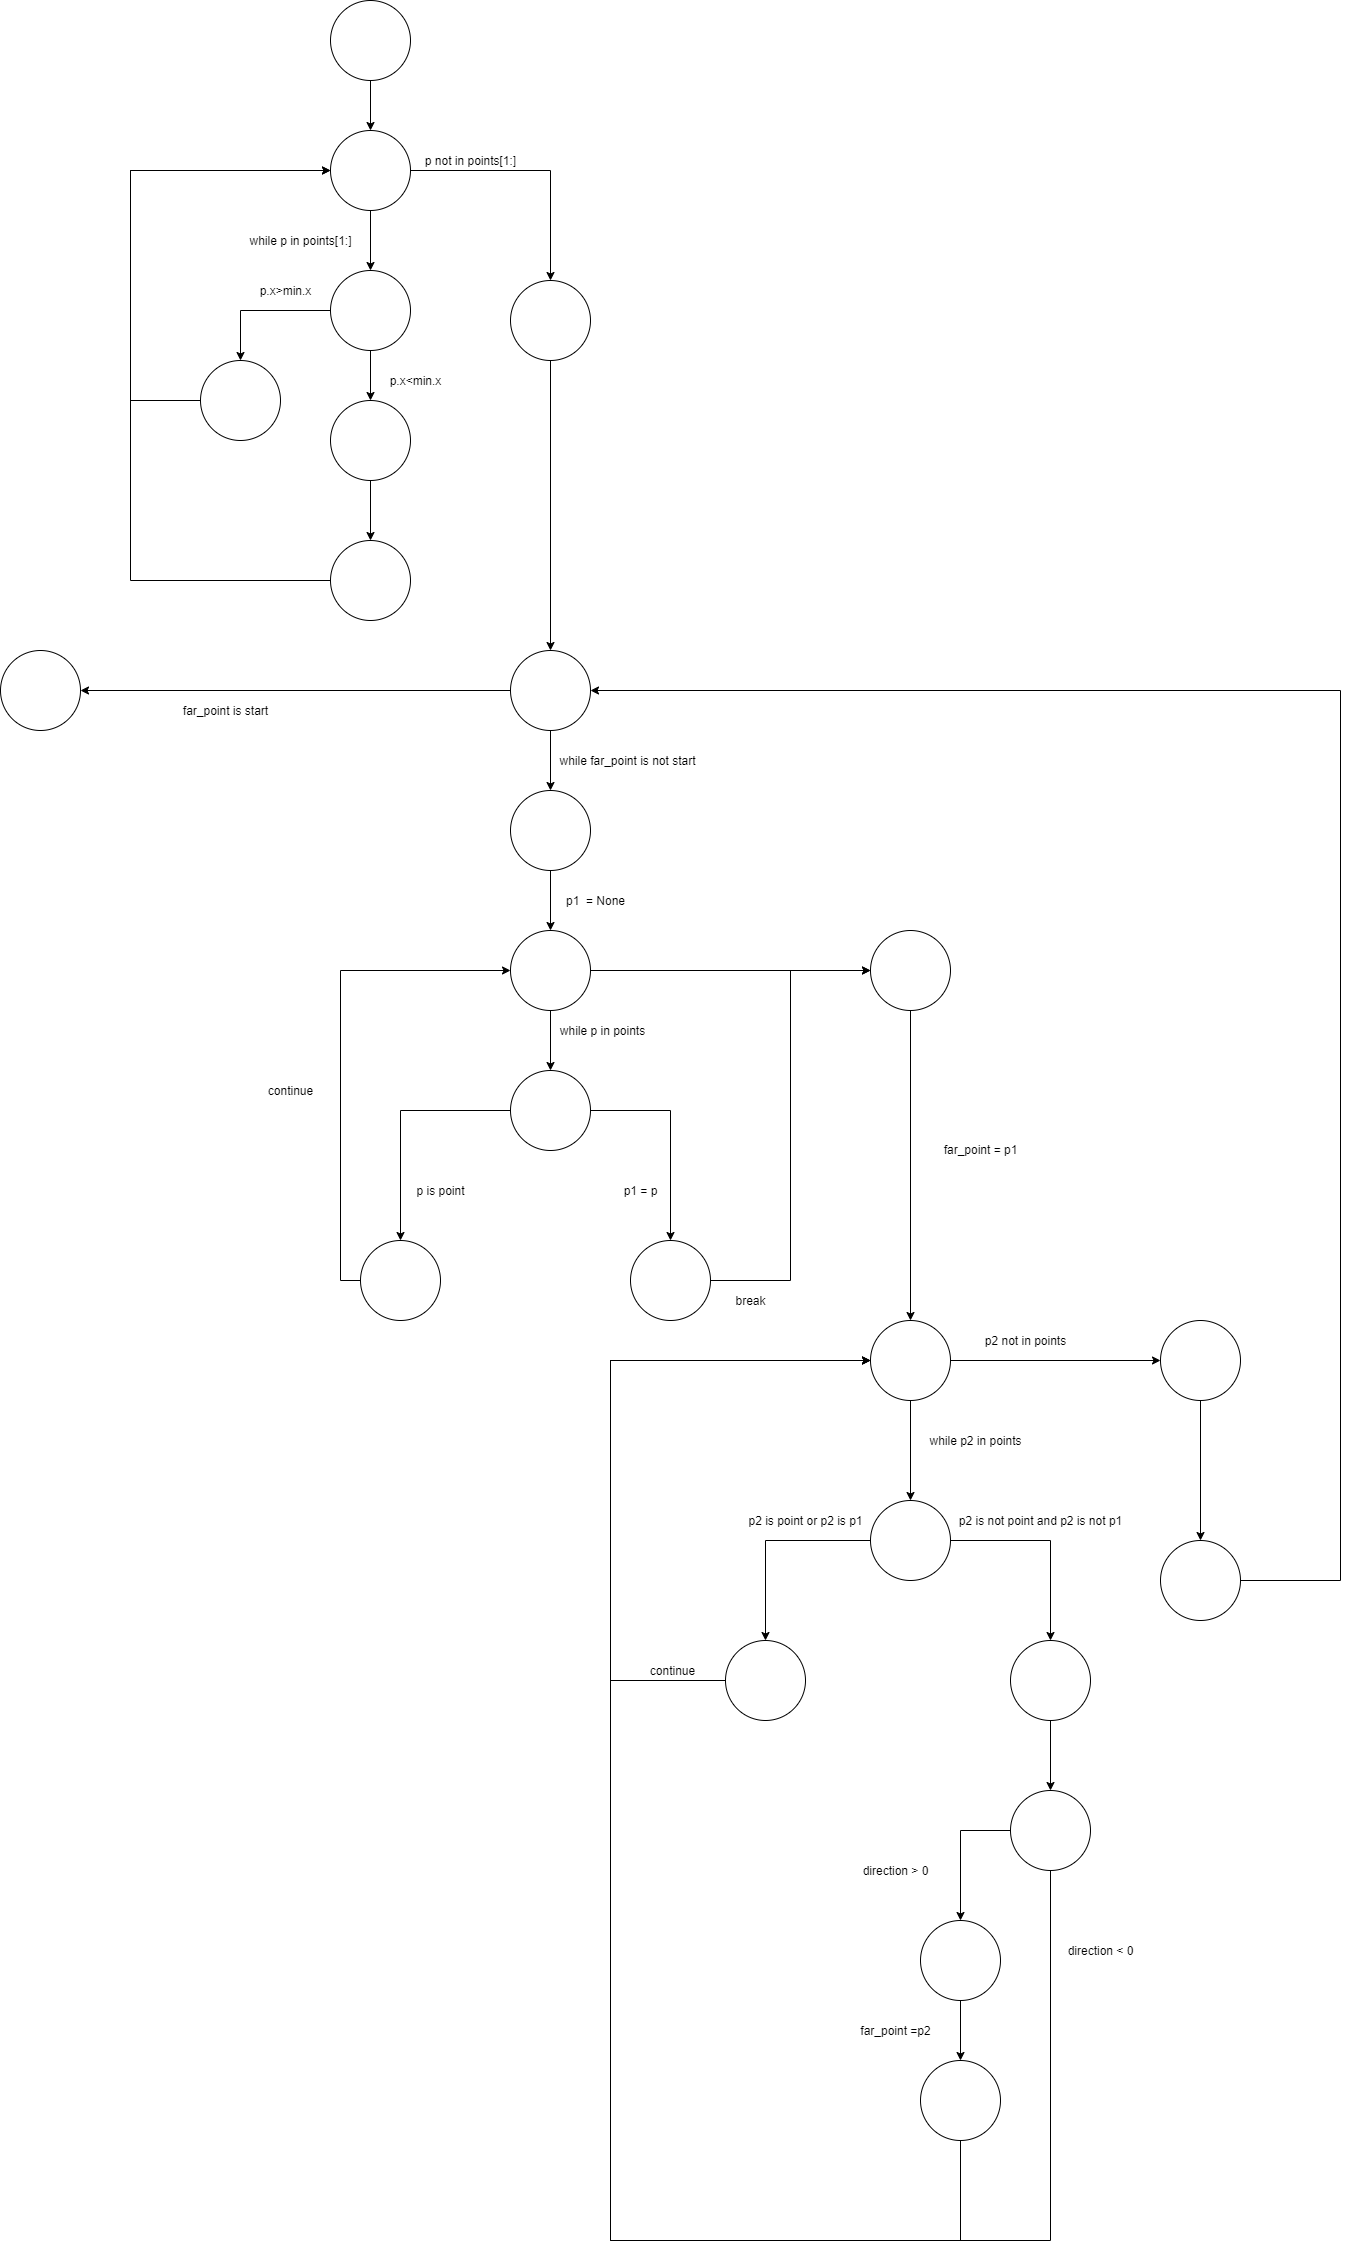 p not in points[1:]
while p in points[1:]
p.x>min.x
p.x<min.x
far_point is start
while far_point is not start
p1 = None
while p in points
continue
far_point = p1
p is point
p1 = p
break
p2 not in points
while p2 in points
p2 is point or p2 is p1
p2 is not point and p2 is not p1
continue
direction > 0
direction < 0
far_point =p2